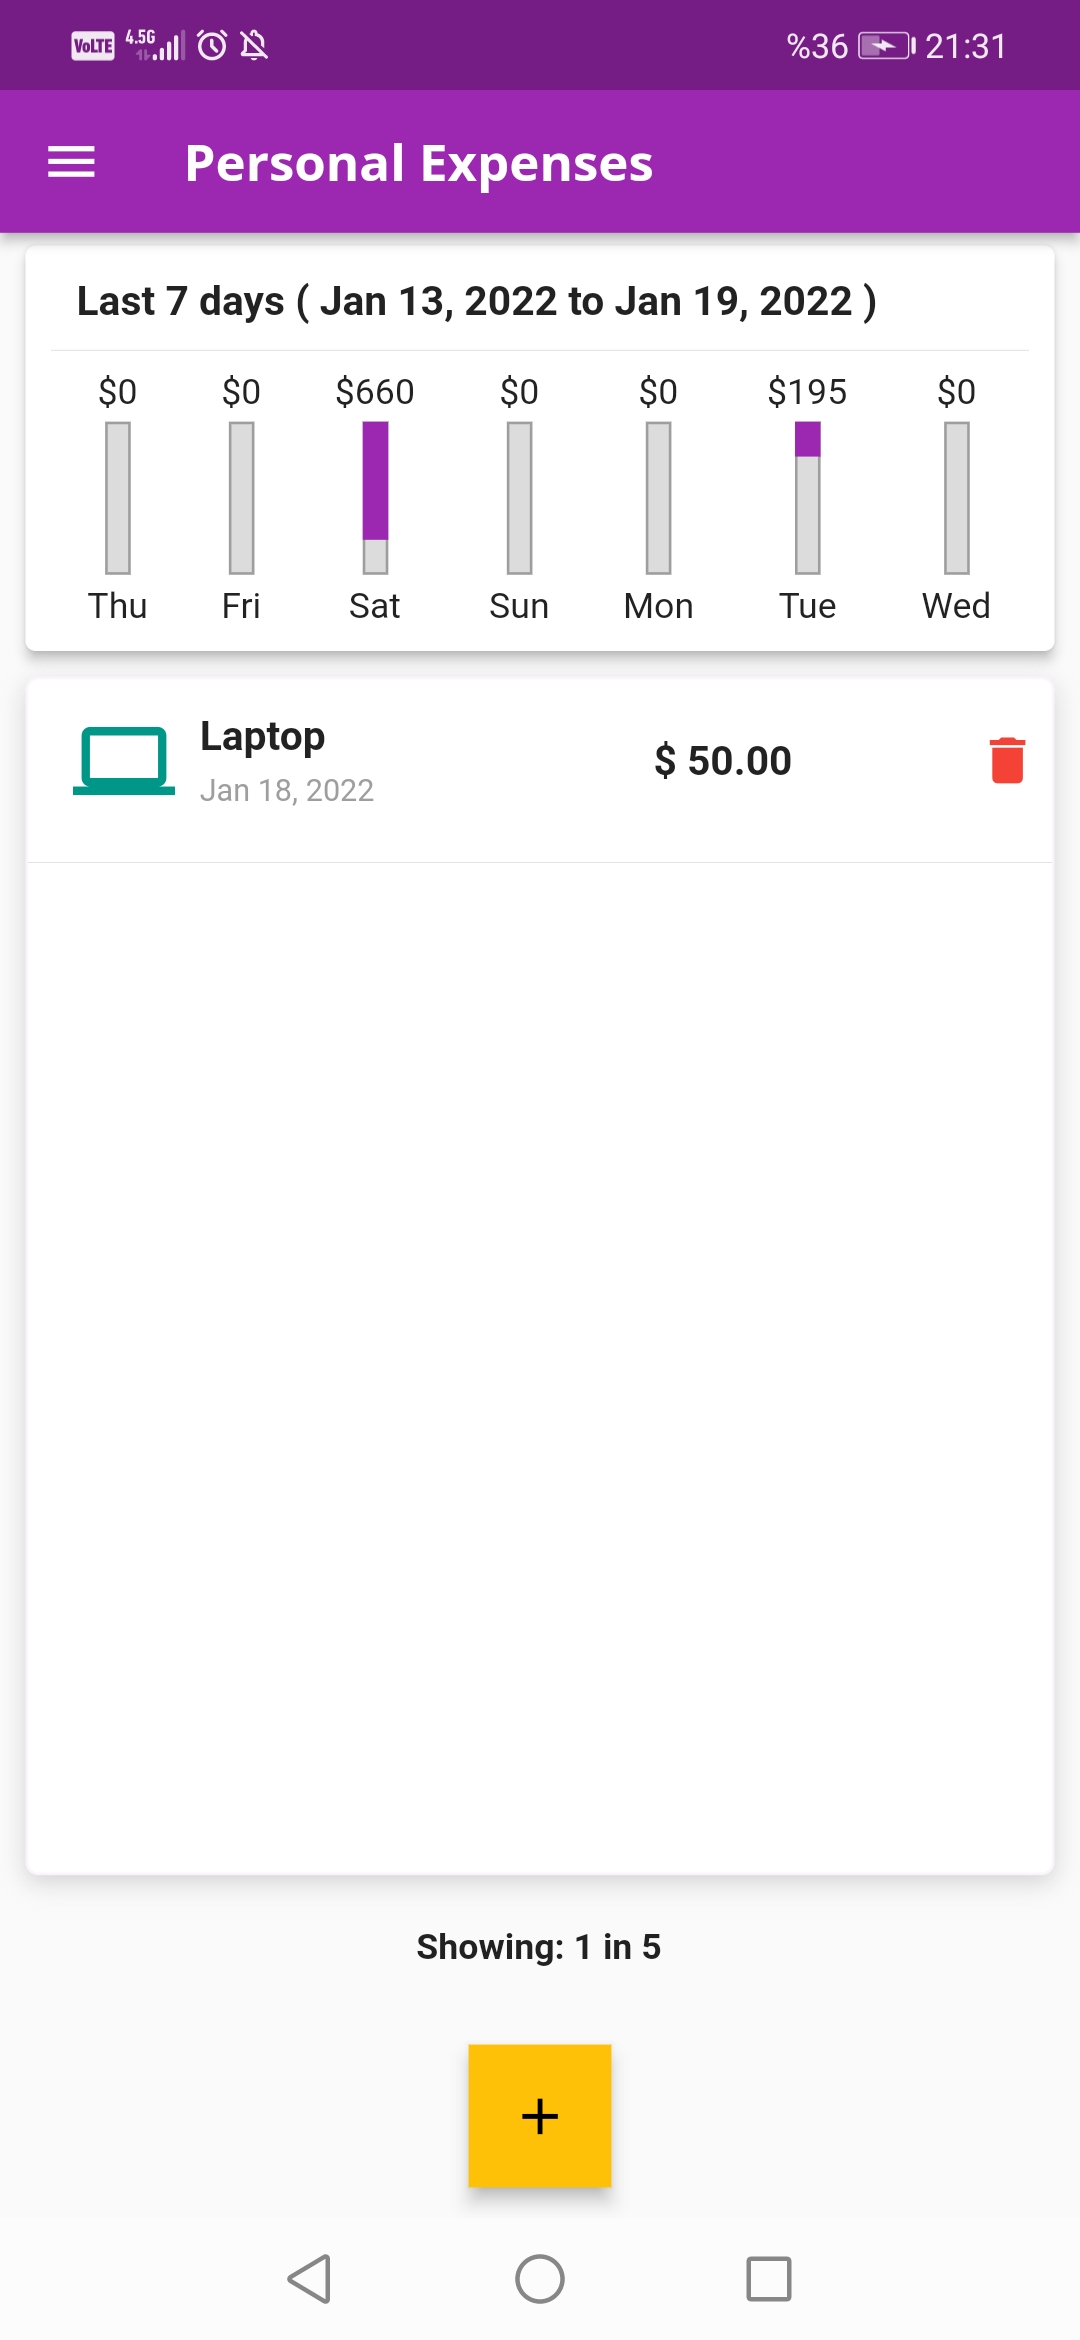 VoLTE 4.5G %36 21:31
Personal Expenses
Last 7 days ( Jan 13, 2022 to Jan 19, 2022 )
$0 $0 $660 $0 $0 $195 $0
Thu Fri Sat Sun Mon Tue Wed
Laptop
Jan 18, 2022
$ 50.00
Showing: 1 in 5
+